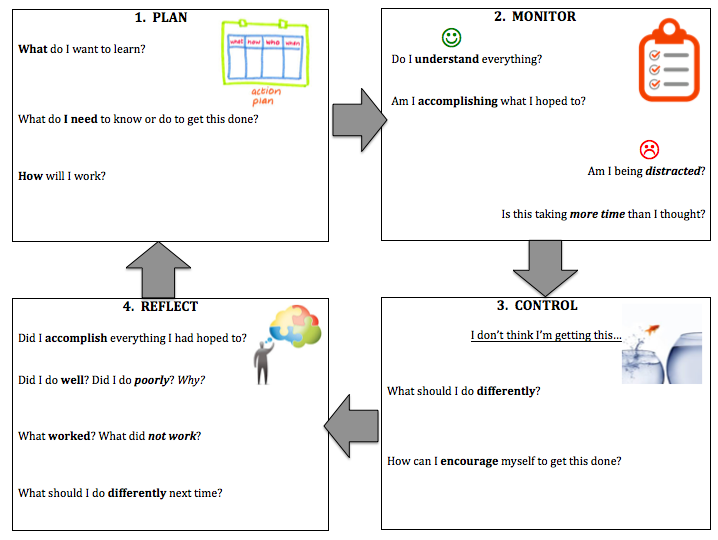 1. PLAN
What do I want to learn?
what how who when
action
plan
What do I need to know or do to get this done?
How will I work?
2. MONITOR
Do I understand everything?
Am I accomplishing what I hoped to?
Am I being distracted?
Is this taking more time than I thought?
3. CONTROL
I don't think I'm getting this...
What should I do differently?
How can I encourage myself to get this done?
4. REFLECT
Did I accomplish everything I had hoped to?
Did I do well? Did I do poorly? Why?
What worked? What did not work?
What should I do differently next time?